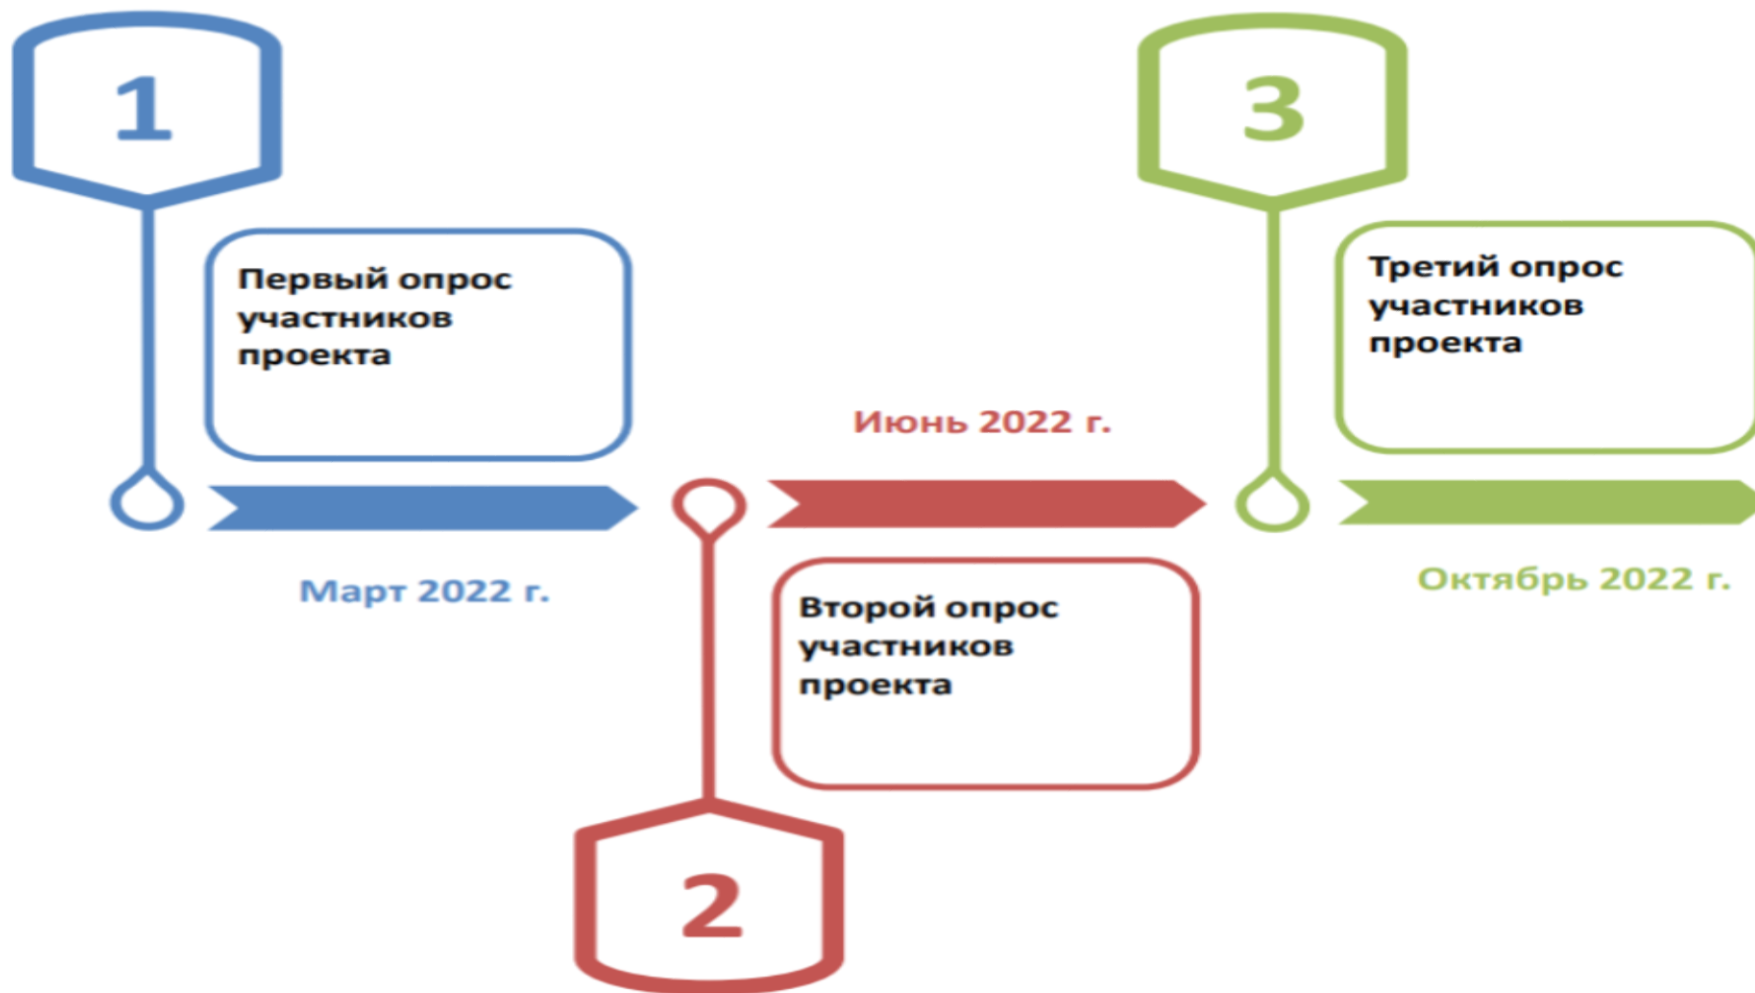 1
Первый опрос
участников
проекта
Март 2022 г.
2
Июнь 2022 г.
Второй опрос
участников
проекта
3
Третий опрос
участников
проекта
Октябрь 2022 г.